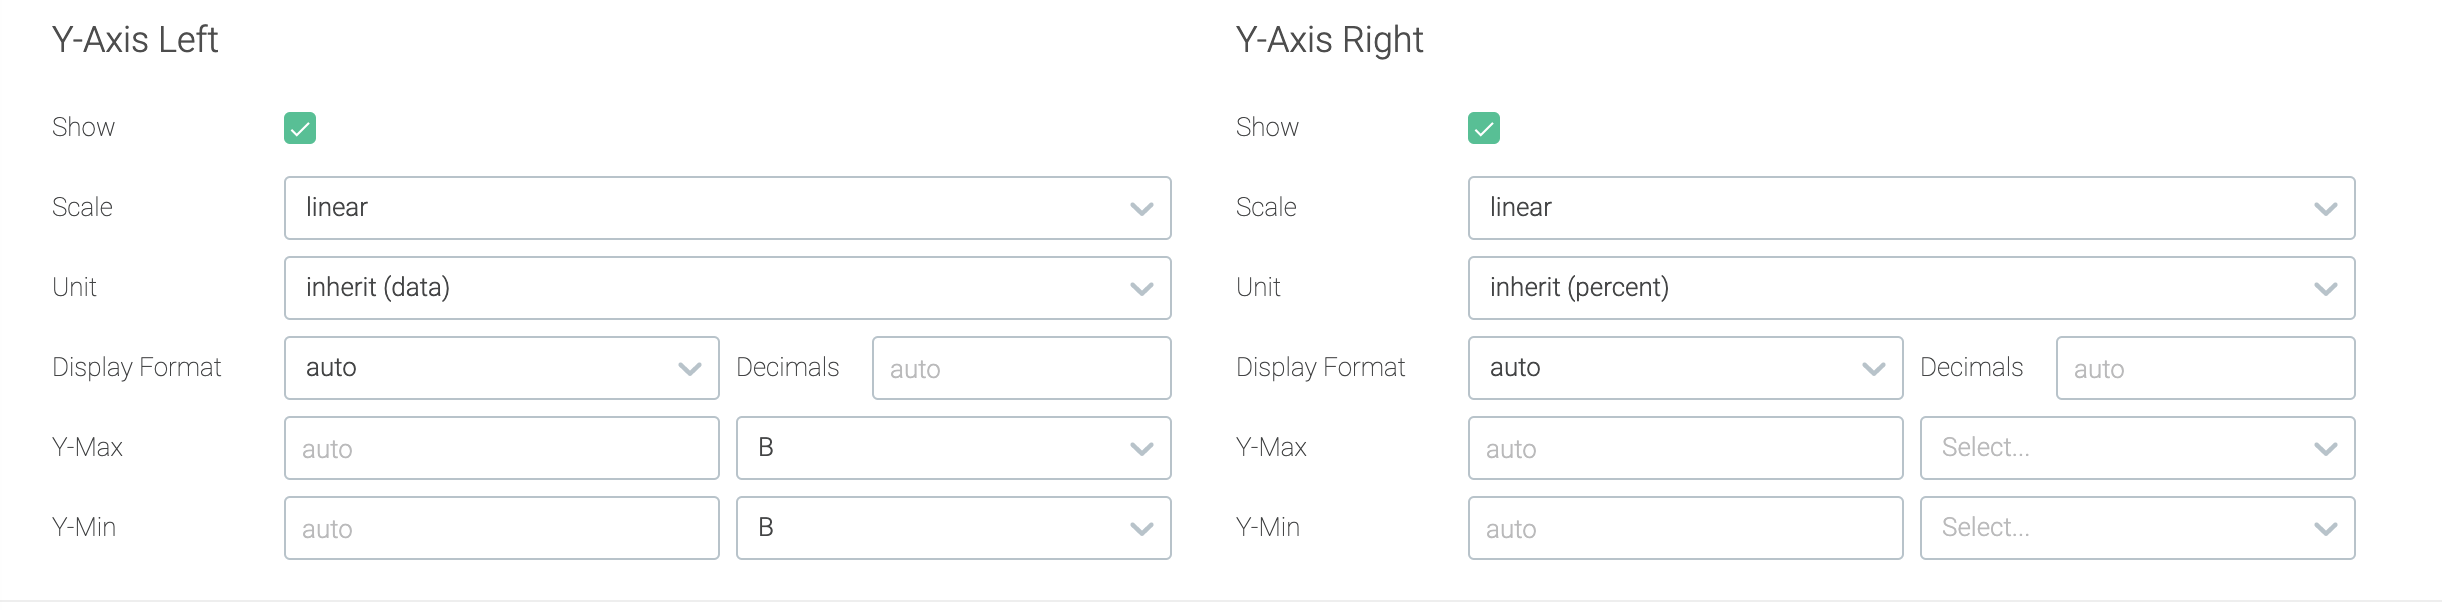 Y-Axis Left
Show
Scale linear
Unit inherit (data)
Display Format auto Decimals auto
Y-Max auto B
Y-Min auto B
Y-Axis Right
Show
Scale linear
Unit inherit (percent)
Display Format auto Decimals auto
Y-Max auto Select...
Y-Min auto Select...